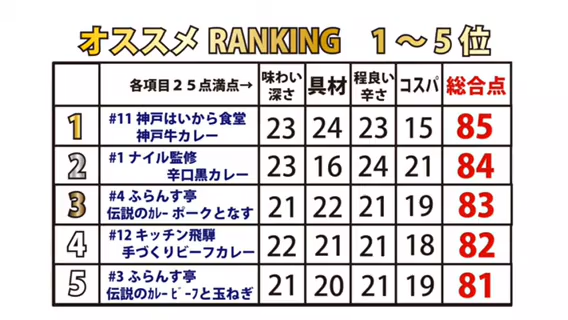 オススメ RANKING 1～5位
各項目25点満点→ 味わい深さ 具材 程良い辛さ コスパ 総合点
1 #11 神戸はいから食堂 神戸牛カレー 23 24 23 15 85
2 #1 ナイル監修 辛口黒カレー 23 16 24 21 84
3 #4 ふらんす亭 伝説のカレー ポークとなす 21 22 21 19 83
4 #12 キッチン飛騨 手づくりビーフカレー 22 21 21 18 82
5 #3 ふらんす亭 伝説のカレービーフと玉ねぎ 21 20 21 19 81